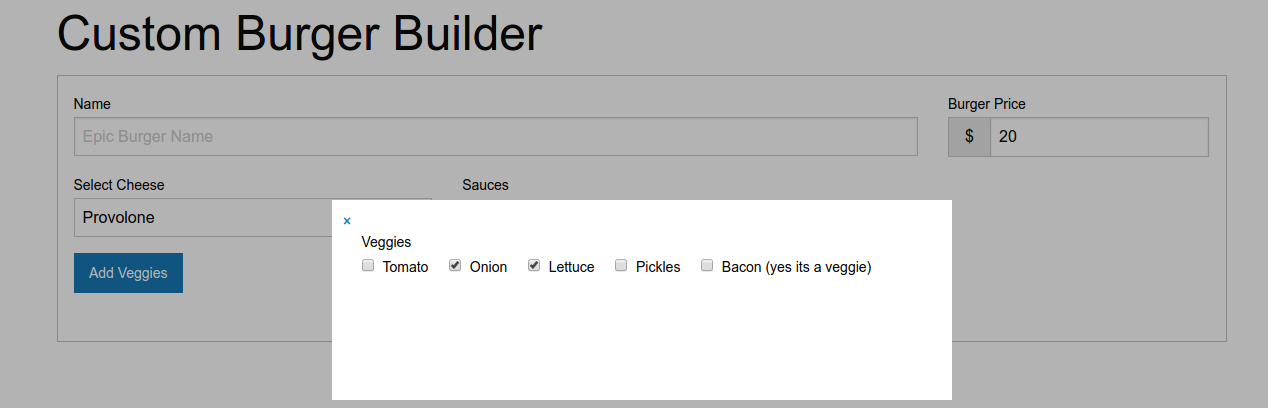 Custom Burger Builder
Name
Burger Price
Epic Burger Name
$ 20
Select Cheese
Sauces
Provolone
×
Veggies
Tomato Onion Lettuce Pickles Bacon (yes its a veggie)
Add Veggies